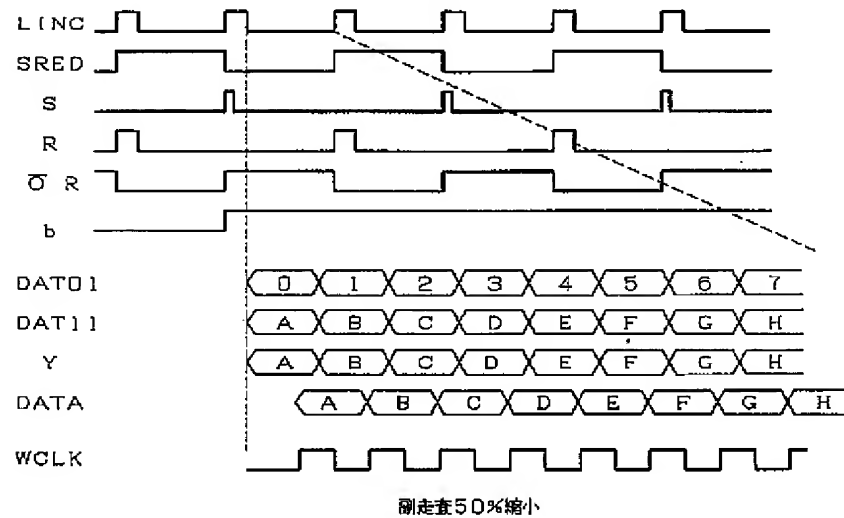 LINC
SRED
S
R
O̅ R
b
DAT01 0 1 2 3 4 5 6 7
DAT11 A B C D E F G H
Y A B C D E F G H
DATA A B C D E F G H
WCLK
副走査50%縮小